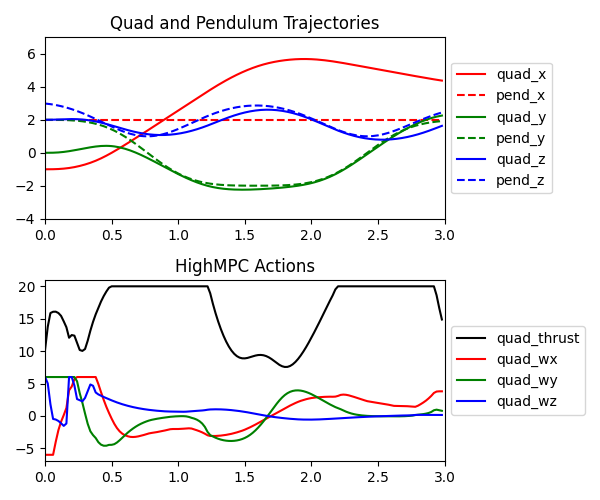 Quad and Pendulum Trajectories
6
4
2
0
−2
−4
0.0 0.5 1.0 1.5 2.0 2.5 3.0
quad_x
pend_x
quad_y
pend_y
quad_z
pend_z
HighMPC Actions
20
15
10
5
0
−5
0.0 0.5 1.0 1.5 2.0 2.5 3.0
quad_thrust
quad_wx
quad_wy
quad_wz